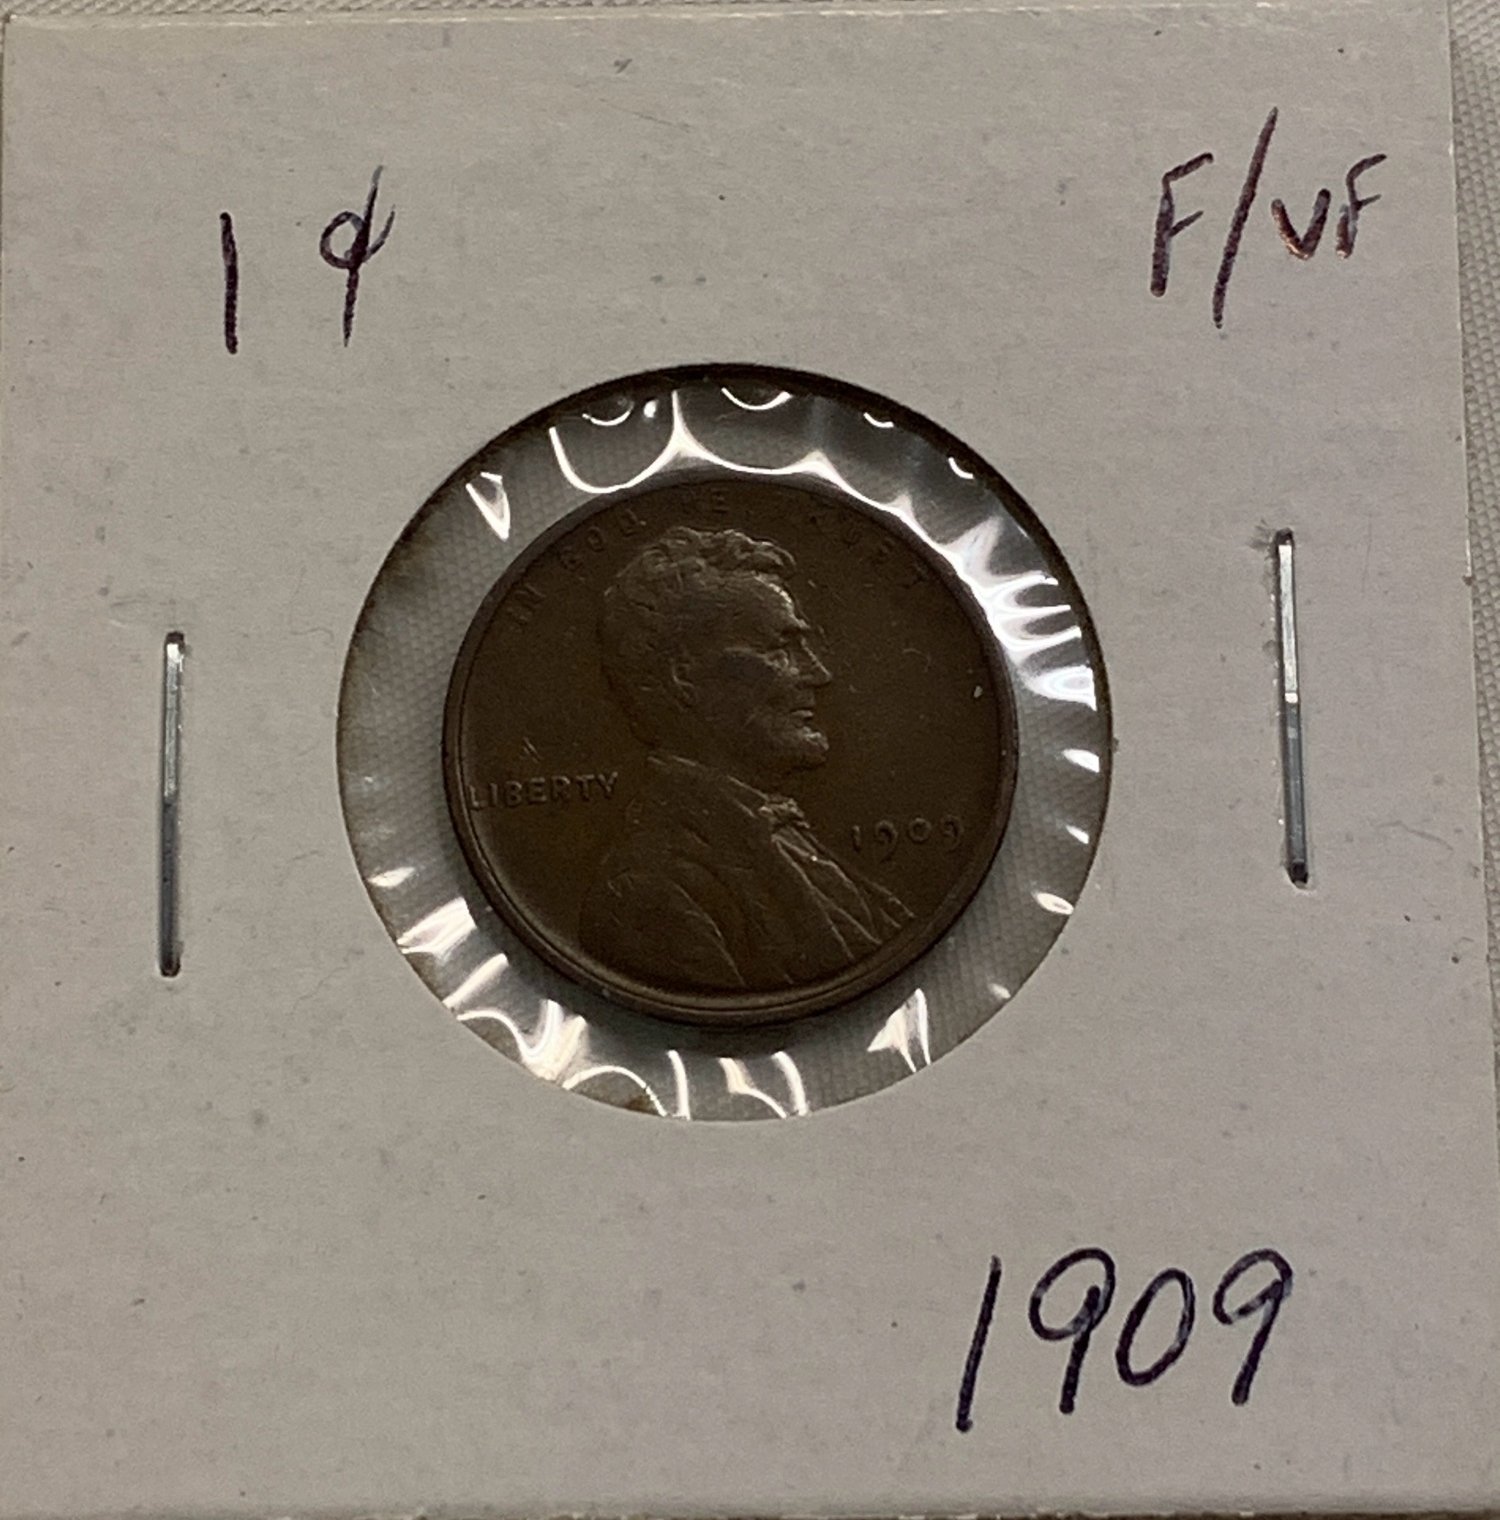 1 ¢ F/VF
IN GOD WE TRUST
LIBERTY
1909
1909